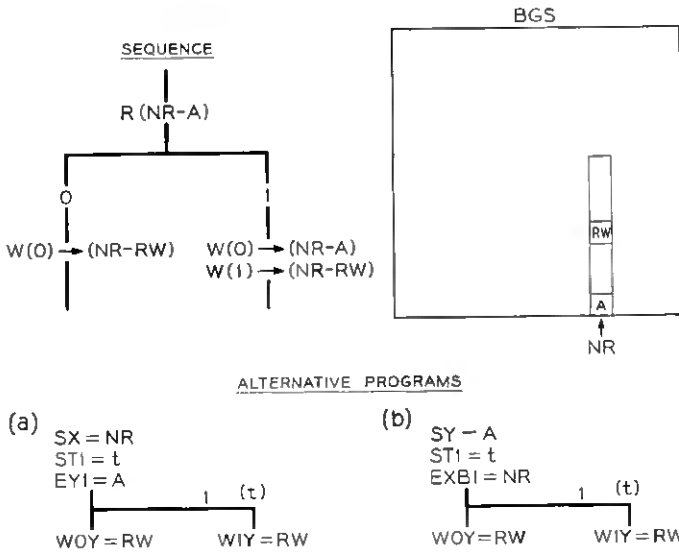 BGS
SEQUENCE
R (NR-A)
0
1
W(0) → (NR-RW)
W(0) → (NR-A)
W(1) → (NR-RW)
RW
A
NR
ALTERNATIVE PROGRAMS
(a)
SX = NR
ST1 = t
EY1 = A
1 (t)
W0Y = RW
W1Y = RW
(b)
SY - A
ST1 = t
EXB1 = NR
1 (t)
W0Y = RW
W1Y = RW